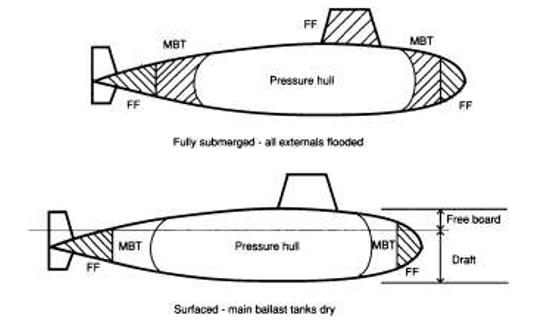 FF
MBT
MBT
Pressure hull
FF
FF
Fully submerged - all externals flooded
Free board
MBT
Pressure hull
MBT
Draft
FF
FF
Surfaced - main ballast tanks dry